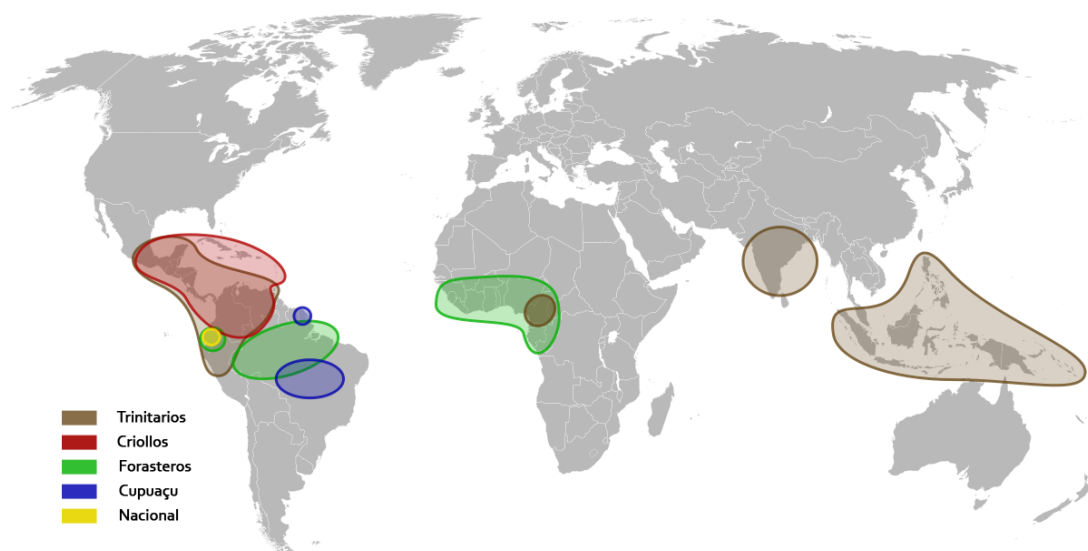 Trinitarios
Criollos
Forasteros
Cupuaçu
Nacional